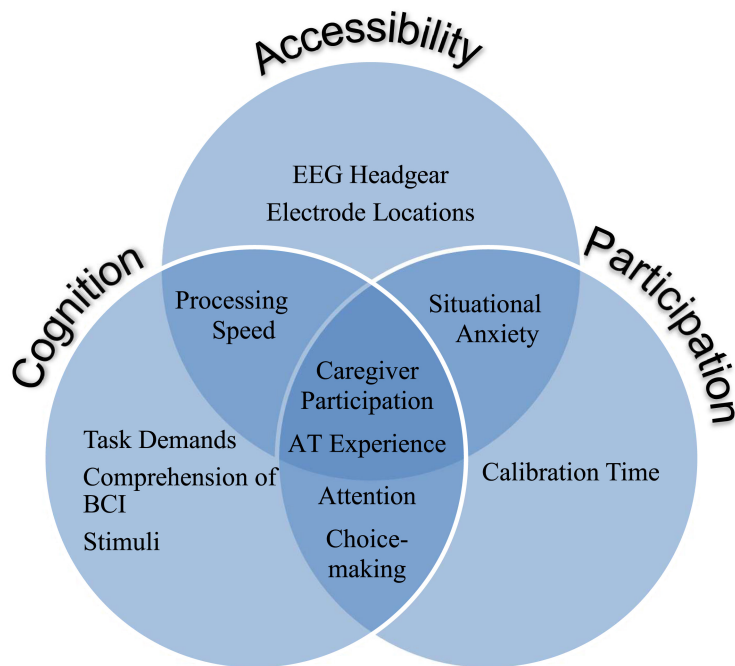 Accessibility
EEG Headgear
Electrode Locations
Cognition
Participation
Processing
Speed
Situational
Anxiety
Caregiver
Participation
AT Experience
Task Demands
Comprehension of
BCI
Stimuli
Attention
Choice-
making
Calibration Time